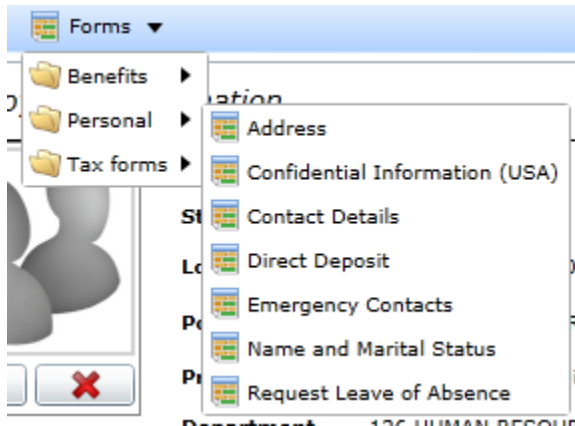 Forms
Benefits
Personal
Tax forms
Address
Confidential Information (USA)
Contact Details
Direct Deposit
Emergency Contacts
Name and Marital Status
Request Leave of Absence